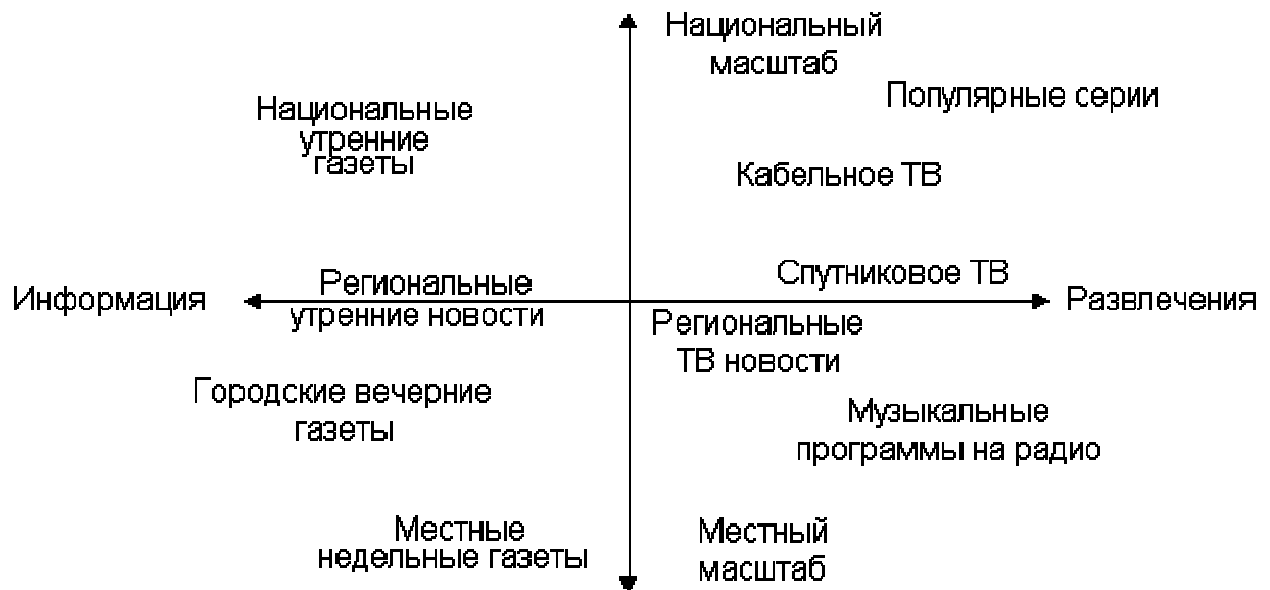 Национальный
масштаб
Популярные серии
Национальные
утренние
газеты
Кабельное ТВ
Спутниковое ТВ
Региональные
утренние новости
Информация
Развлечения
Региональные
ТВ новости
Городские вечерние
газеты
Музыкальные
программы на радио
Местные
недельные газеты
Местный
масштаб